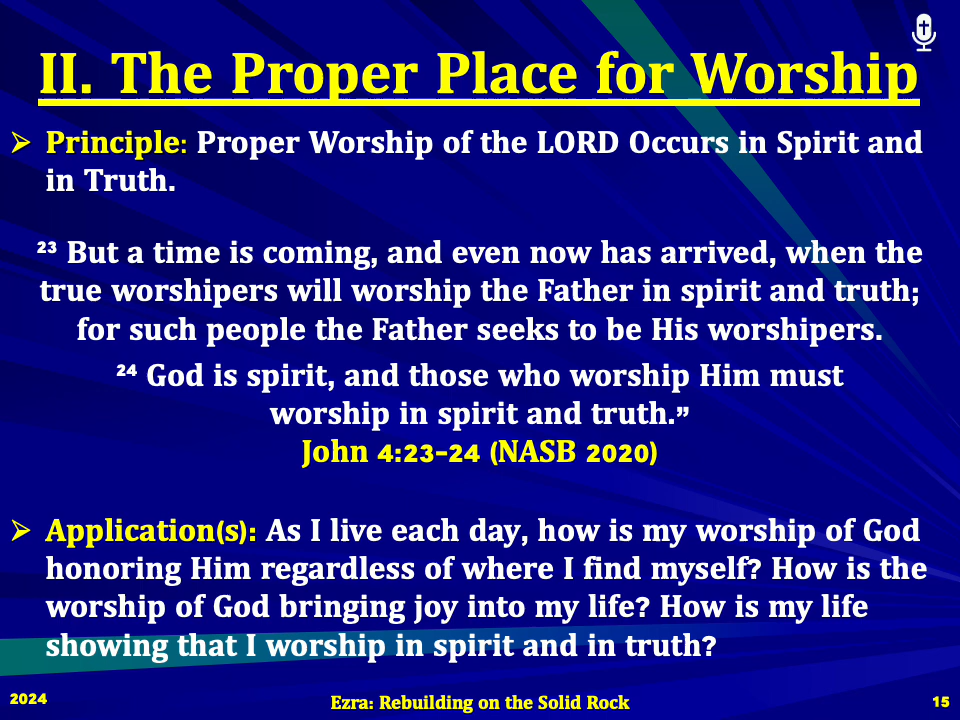 II. The Proper Place for Worship
➢ Principle: Proper Worship of the LORD Occurs in Spirit and
in Truth.
²³ But a time is coming, and even now has arrived, when the
true worshipers will worship the Father in spirit and truth;
for such people the Father seeks to be His worshipers.
²⁴ God is spirit, and those who worship Him must
worship in spirit and truth.”
John 4:23–24 (NASB 2020)
➢ Application(s): As I live each day, how is my worship of God
honoring Him regardless of where I find myself? How is the
worship of God bringing joy into my life? How is my life
showing that I worship in spirit and in truth?
2024
Ezra: Rebuilding on the Solid Rock
15